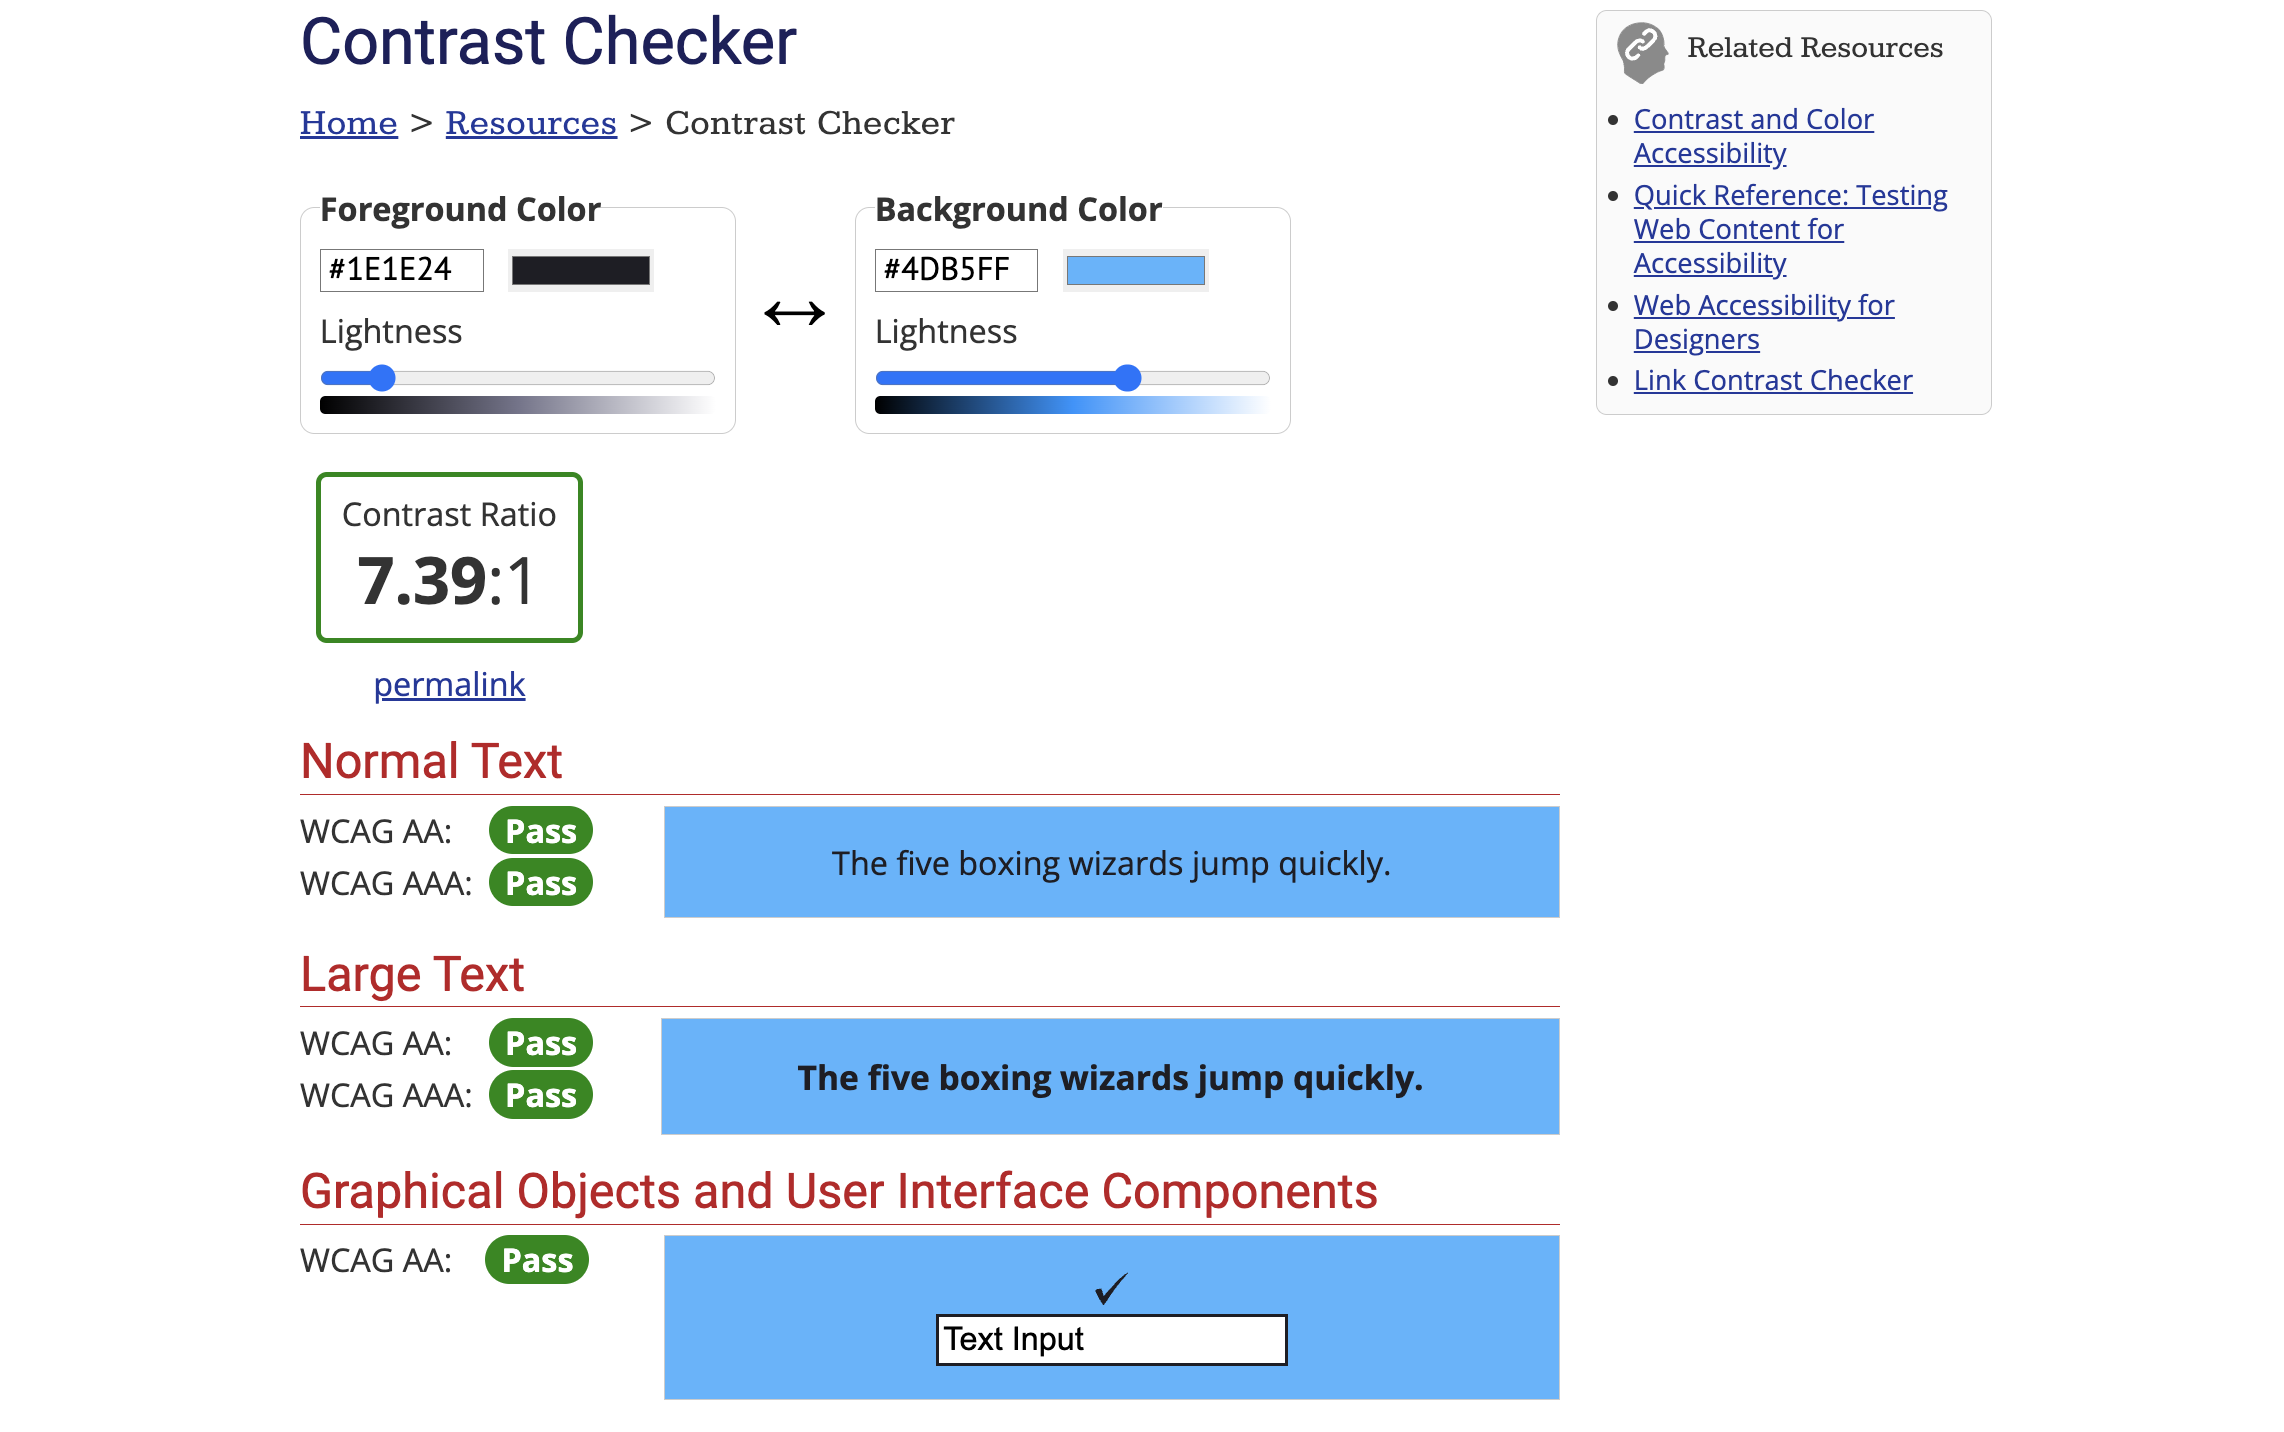 Contrast Checker
Home > Resources > Contrast Checker
Foreground Color
#1E1E24
Lightness
Background Color
#4DB5FF
Lightness
Contrast Ratio
7.39:1
permalink
Normal Text
WCAG AA: Pass
WCAG AAA: Pass
The five boxing wizards jump quickly.
Large Text
WCAG AA: Pass
WCAG AAA: Pass
The five boxing wizards jump quickly.
Graphical Objects and User Interface Components
WCAG AA: Pass
✓
Text Input
Related Resources
Contrast and Color
Accessibility
Quick Reference: Testing
Web Content for
Accessibility
Web Accessibility for
Designers
Link Contrast Checker